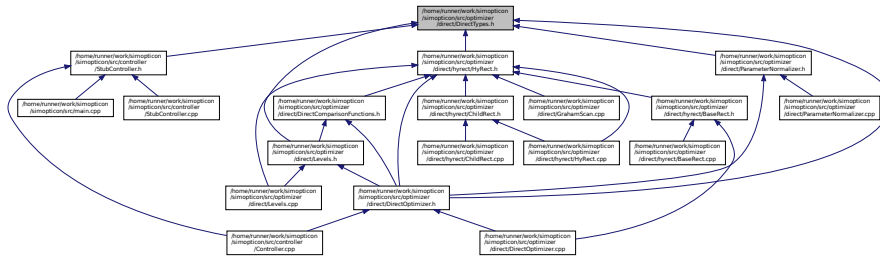 /home/runner/work/simopticon
/simopticon/src/optimizer
/direct/DirectTypes.h
/home/runner/work/simopticon
/simopticon/src/controller
/StubController.h
/home/runner/work/simopticon
/simopticon/src/optimizer
/direct/hyrect/HyRect.h
/home/runner/work/simopticon
/simopticon/src/optimizer
/direct/ParameterNormalizer.h
/home/runner/work/simopticon
/simopticon/src/main.cpp
/home/runner/work/simopticon
/simopticon/src/controller
/StubController.cpp
/home/runner/work/simopticon
/simopticon/src/optimizer
/direct/DirectComparisonFunctions.h
/home/runner/work/simopticon
/simopticon/src/optimizer
/direct/hyrect/ChildRect.h
/home/runner/work/simopticon
/simopticon/src/optimizer
/direct/GrahamScan.cpp
/home/runner/work/simopticon
/simopticon/src/optimizer
/direct/hyrect/BaseRect.h
/home/runner/work/simopticon
/simopticon/src/optimizer
/direct/ParameterNormalizer.cpp
/home/runner/work/simopticon
/simopticon/src/optimizer
/direct/Levels.h
/home/runner/work/simopticon
/simopticon/src/optimizer
/direct/hyrect/ChildRect.cpp
/home/runner/work/simopticon
/simopticon/src/optimizer
/direct/hyrect/HyRect.cpp
/home/runner/work/simopticon
/simopticon/src/optimizer
/direct/hyrect/BaseRect.cpp
/home/runner/work/simopticon
/simopticon/src/optimizer
/direct/Levels.cpp
/home/runner/work/simopticon
/simopticon/src/optimizer
/direct/DirectOptimizer.h
/home/runner/work/simopticon
/simopticon/src/controller
/Controller.cpp
/home/runner/work/simopticon
/simopticon/src/optimizer
/direct/DirectOptimizer.cpp